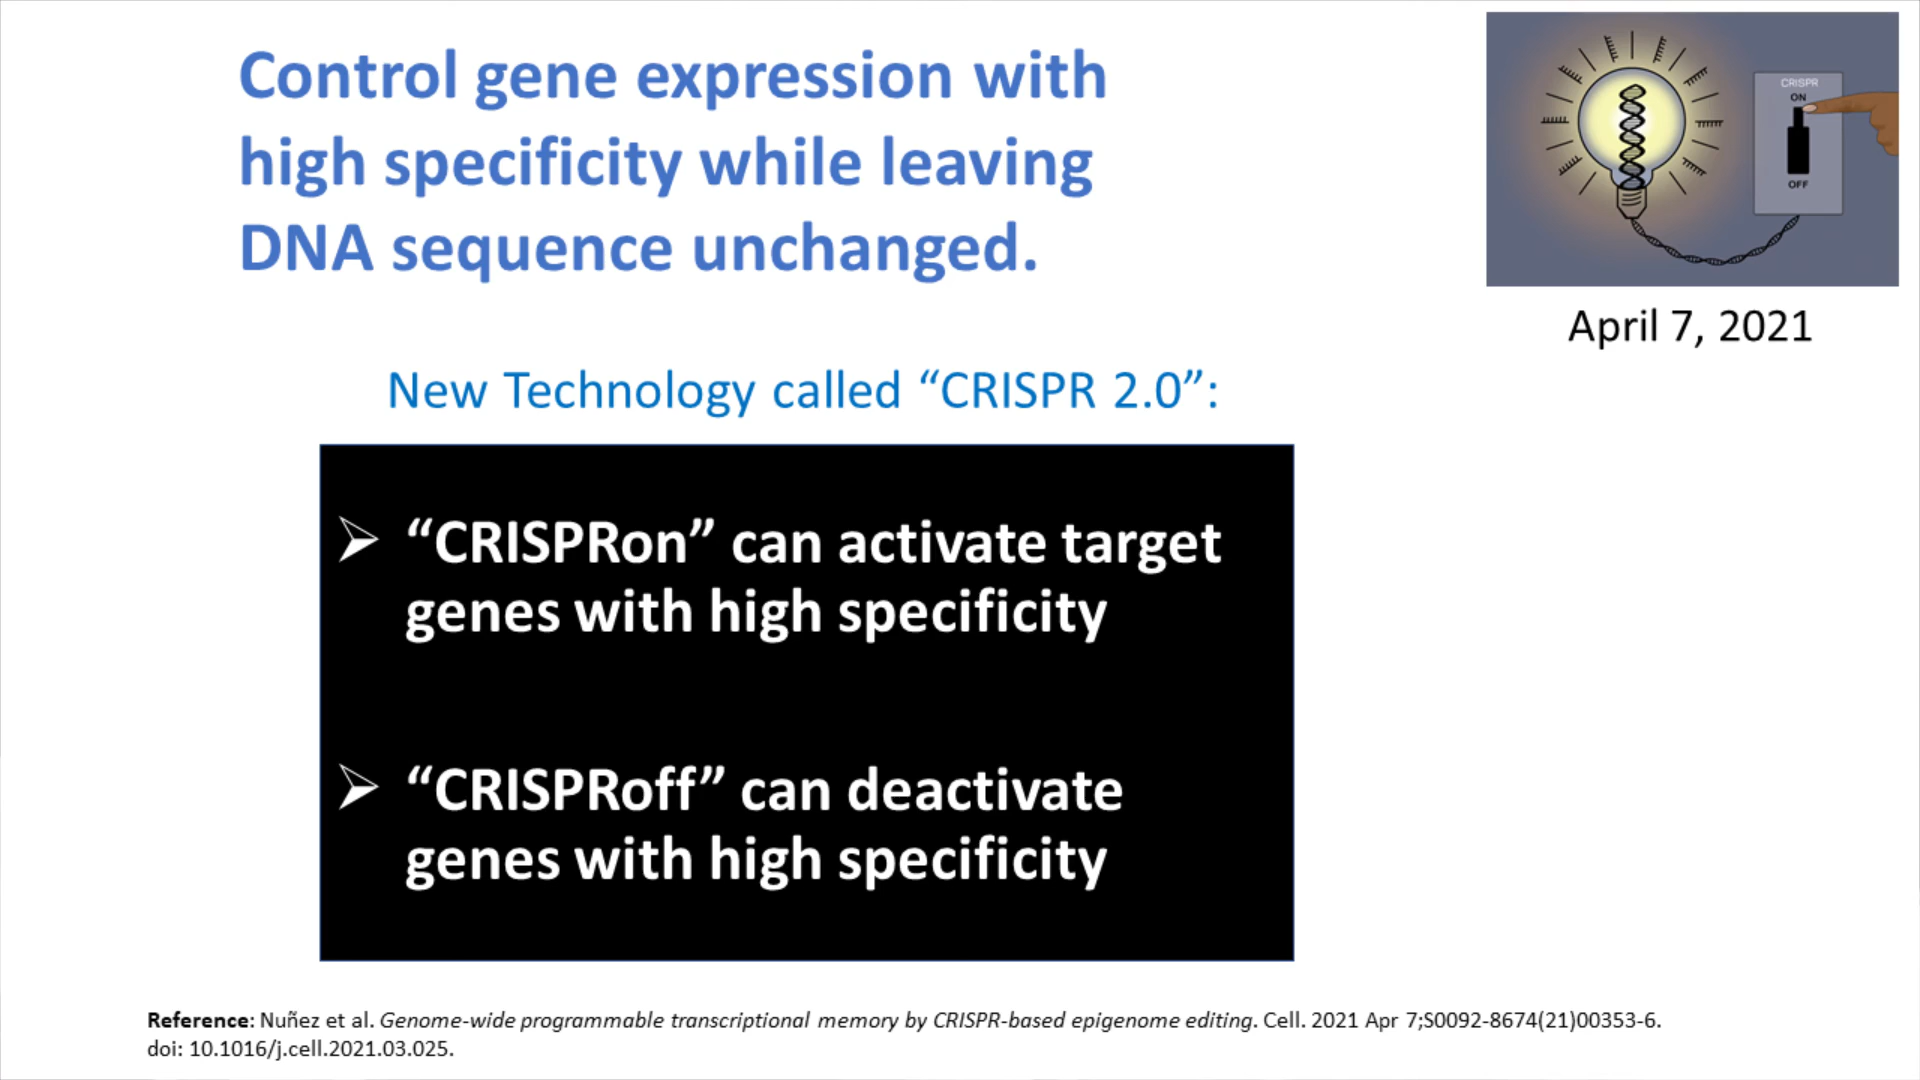 Control gene expression with
high specificity while leaving
DNA sequence unchanged.
CRISPR
ON
OFF
April 7, 2021
New Technology called “CRISPR 2.0”:
➢ “CRISPRon” can activate target
genes with high specificity
➢ “CRISPRoff” can deactivate
genes with high specificity
Reference: Nuñez et al. Genome-wide programmable transcriptional memory by CRISPR-based epigenome editing. Cell. 2021 Apr 7;S0092-8674(21)00353-6.
doi: 10.1016/j.cell.2021.03.025.